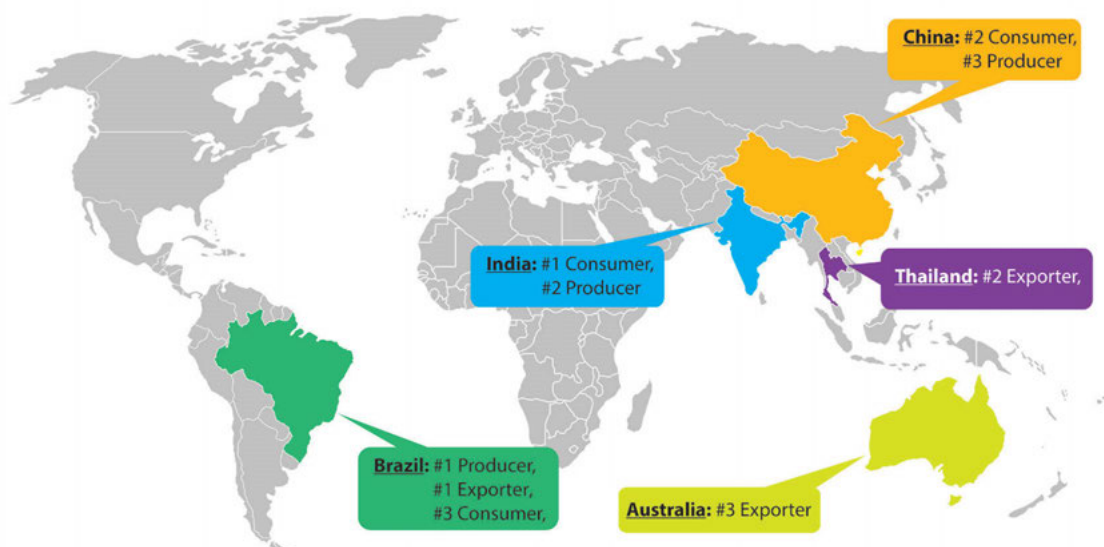 China: #2 Consumer,
#3 Producer
India: #1 Consumer,
#2 Producer
Thailand: #2 Exporter,
Brazil: #1 Producer,
#1 Exporter,
#3 Consumer,
Australia: #3 Exporter